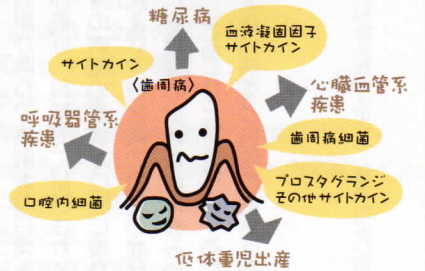 糖尿病
血液凝固因子
サイトカイン
サイトカイン
〈歯周病〉
心臓血管系
疾患
呼吸器管系
疾患
歯周病細菌
プロスタグランジ
その他サイトカイン
口腔内細菌
低体重児出産